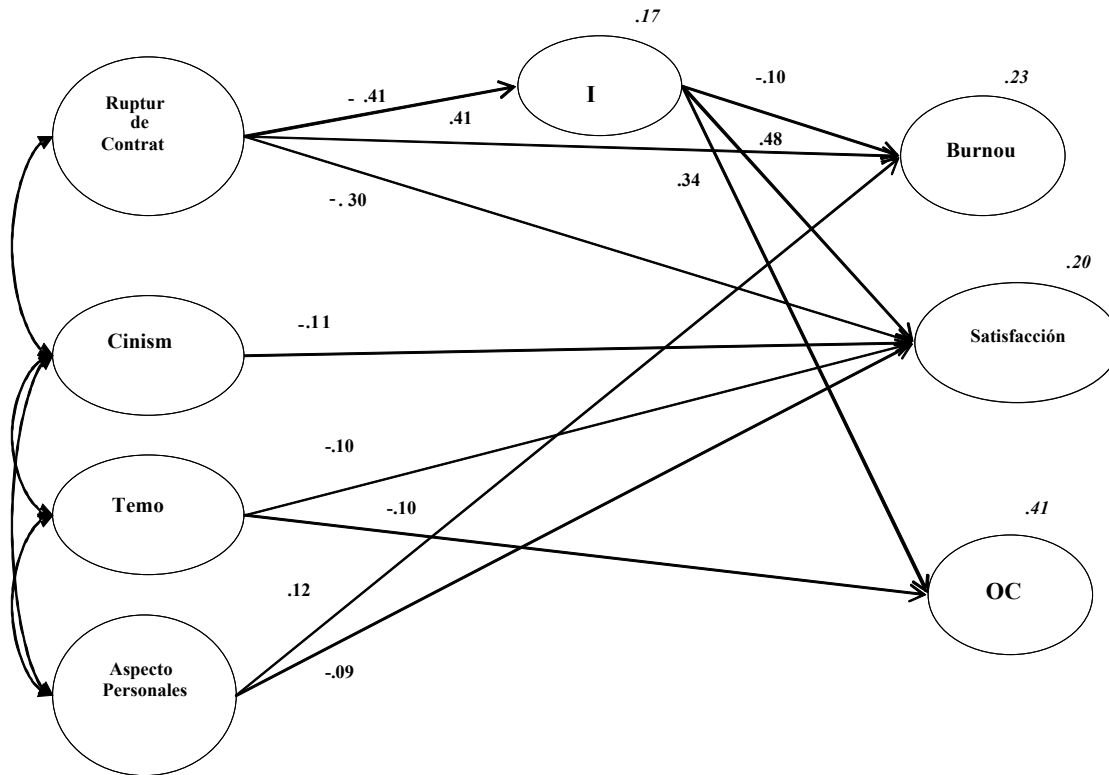 .17
I
-.10
.23
Ruptur
de
Contrat
- .41
.41
.48
Burnou
.34
-. 30
.20
Cinism
-.11
Satisfacción
-.10
Temo
-.10
.41
OC
.12
Aspecto
Personales
-.09